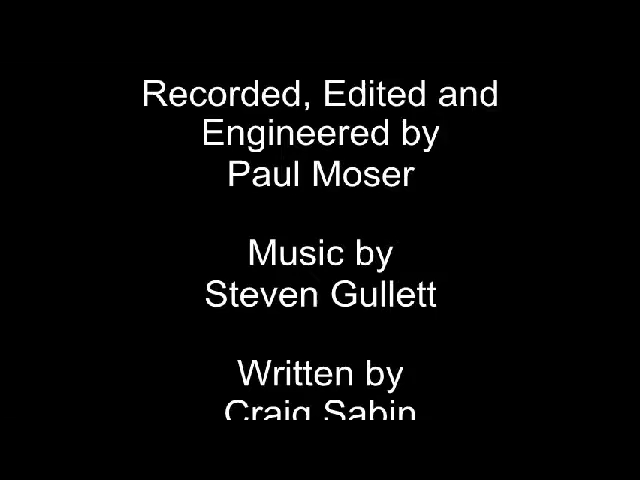 Recorded, Edited and
Engineered by
Paul Moser
Music by
Steven Gullett
Written by
Craig Sabin